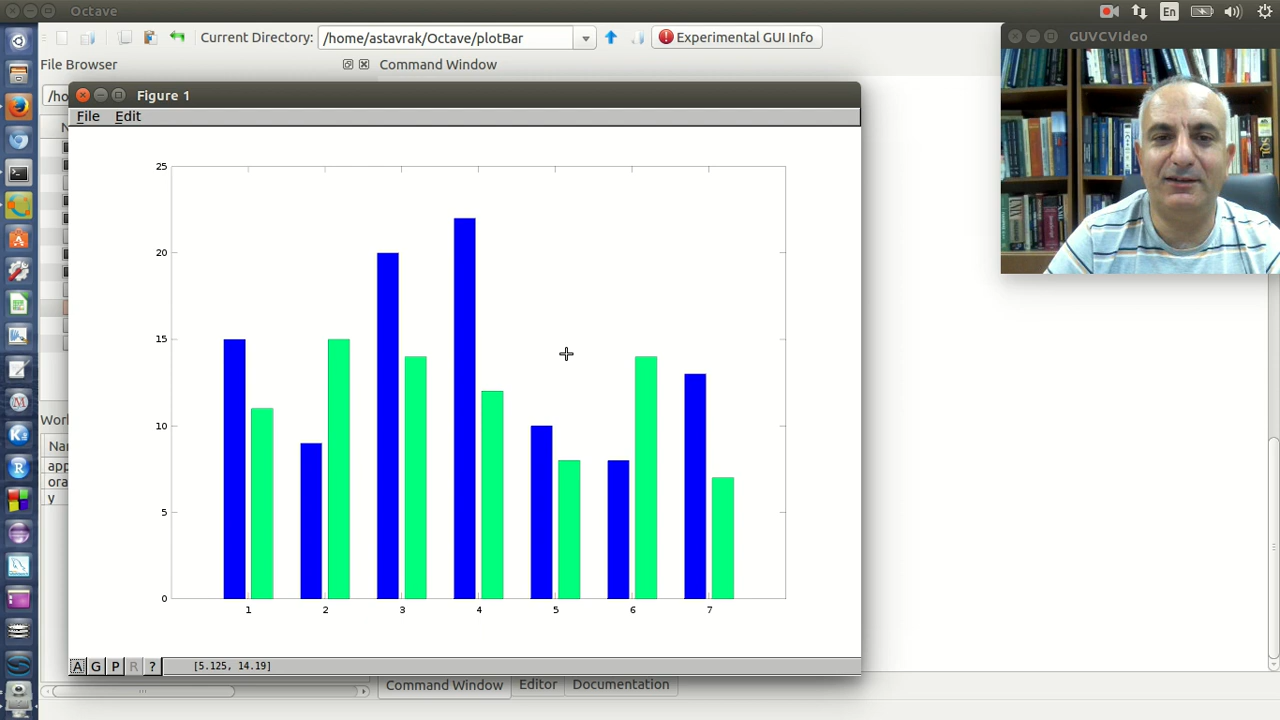 Octave
En
Current Directory: /home/astavrak/Octave/plotBar
Experimental GUI Info
GUVCVIdeo
File Browser
Command Window
/ho
Figure 1
File Edit
N
25
20
15
10
5
0
1 2 3 4 5 6 7
Work
Nar
app
ora
y
A G P R ? [5.125, 14.19]
Command Window Editor Documentation